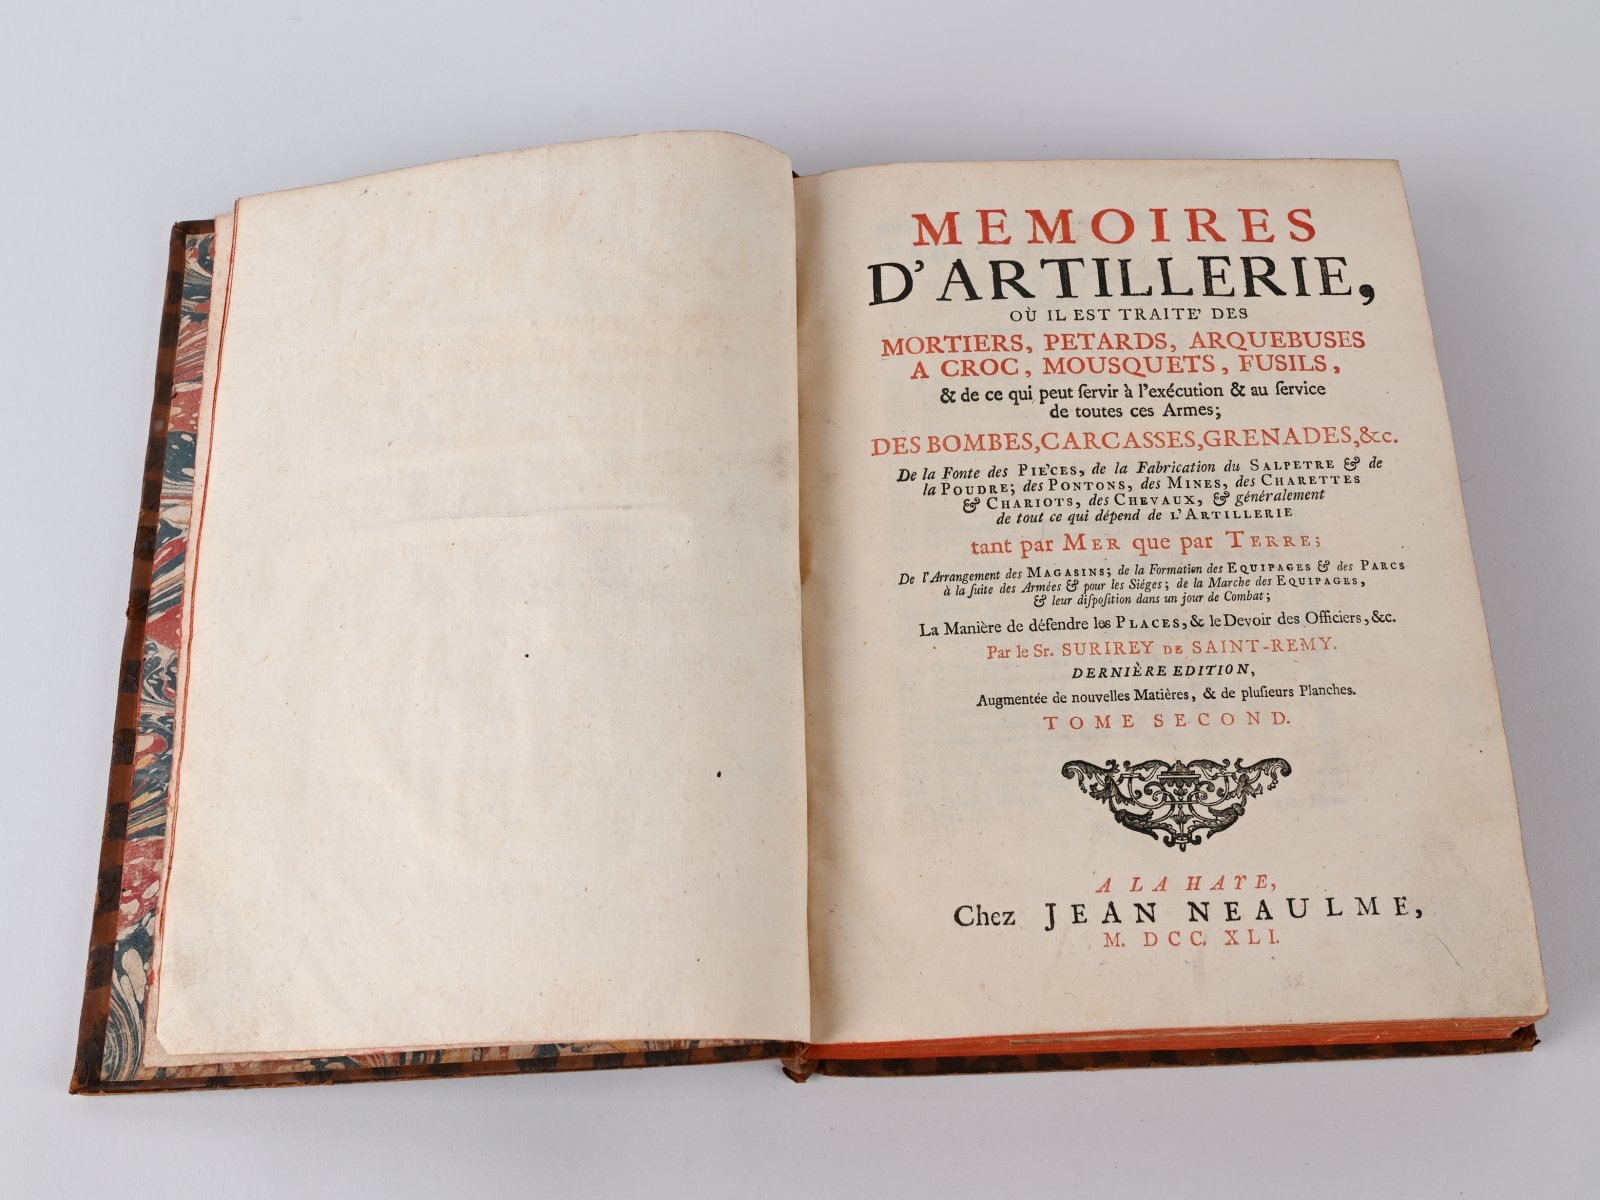 MEMOIRES
D'ARTILLERIE,
OÙ IL EST TRAITE' DES
MORTIERS, PETARDS, ARQUEBUSES
A CROC, MOUSQUETS, FUSILS,
& de ce qui peut ſervir à l'exécution & au ſervice
de toutes ces Armes;
DES BOMBES, CARCASSES, GRENADES, &c.
De la Fonte des PIE'CES, de la Fabrication du SALPETRE & de
la POUDRE; des PONTONS, des MINES, des CHARETTES
& CHARIOTS, des CHEVAUX, & généralement
de tout ce qui dépend de L'ARTILLERIE
tant par MER que par TERRE;
De l'Arrangement des MAGASINS; de la Formation des EQUIPAGES & des PARCS
à la ſuite des Armées & pour les Siéges; de la Marche des EQUIPAGES,
& leur diſpoſition dans un jour de Combat;
La Manière de défendre les PLACES, & le Devoir des Officiers, &c.
Par le Sr. SURIREY DE SAINT-REMY.
DERNIÈRE EDITION,
Augmentée de nouvelles Matières, & de pluſieurs Planches.
TOME SECOND.
A LA HAYE,
Chez JEAN NEAULME,
M. DCC. XLI.